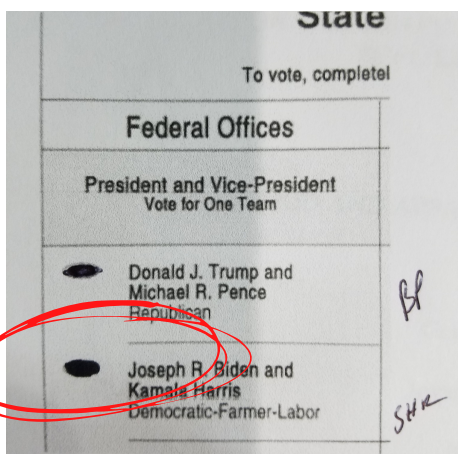 State
To vote, completel
Federal Offices
President and Vice-President
Vote for One Team
Donald J. Trump and
Michael R. Pence
Republican
BP
Joseph R. Biden and
Kamala Harris
Democratic-Farmer-Labor
SHR